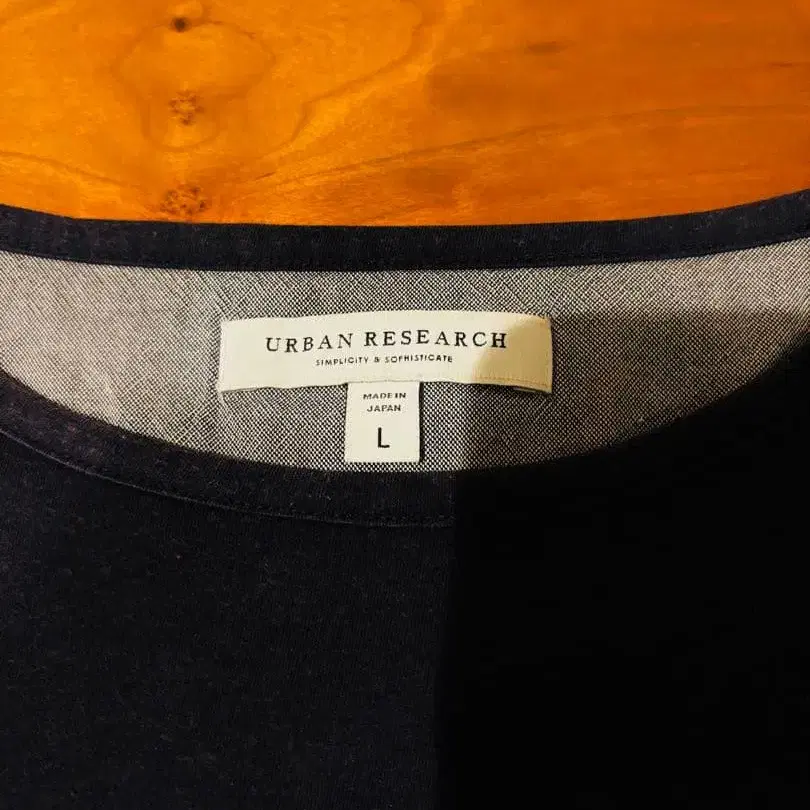 URBAN RESEARCH
SIMPLICITY & SOPHISTICATE
MADE IN
JAPAN
L